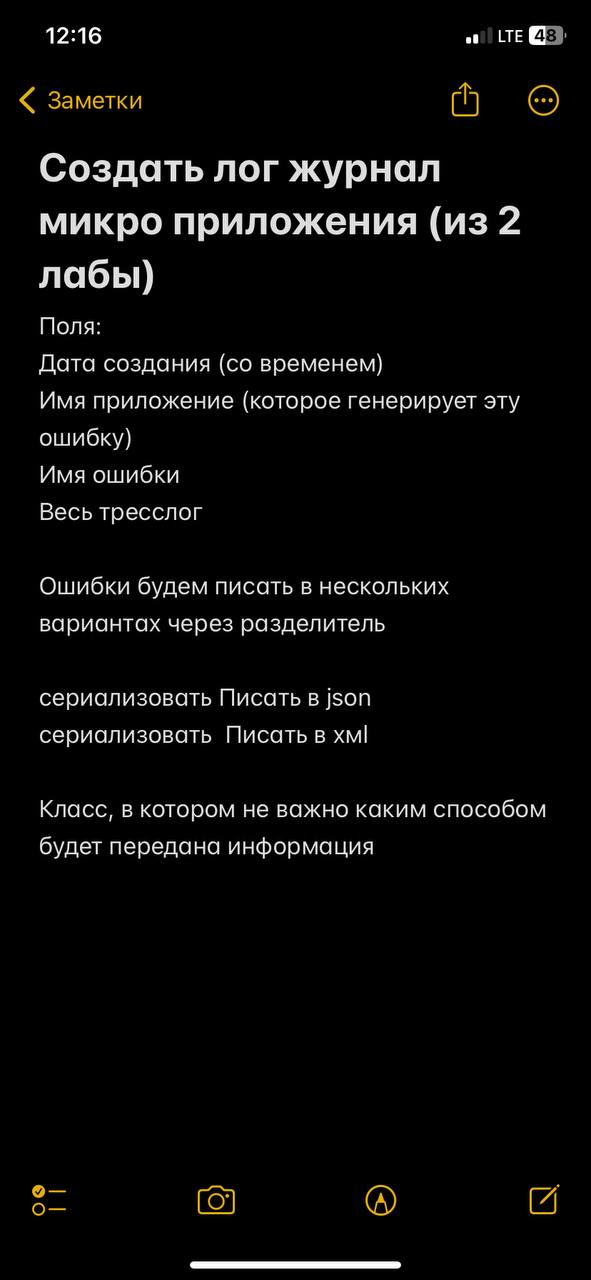 12:16
LTE 48
Заметки
Создать лог журнал
микро приложения (из 2
лабы)
Поля:
Дата создания (со временем)
Имя приложение (которое генерирует эту
ошибку)
Имя ошибки
Весь тресслог
Ошибки будем писать в нескольких
вариантах через разделитель
сериализовать Писать в json
сериализовать  Писать в xml
Класс, в котором не важно каким способом
будет передана информация